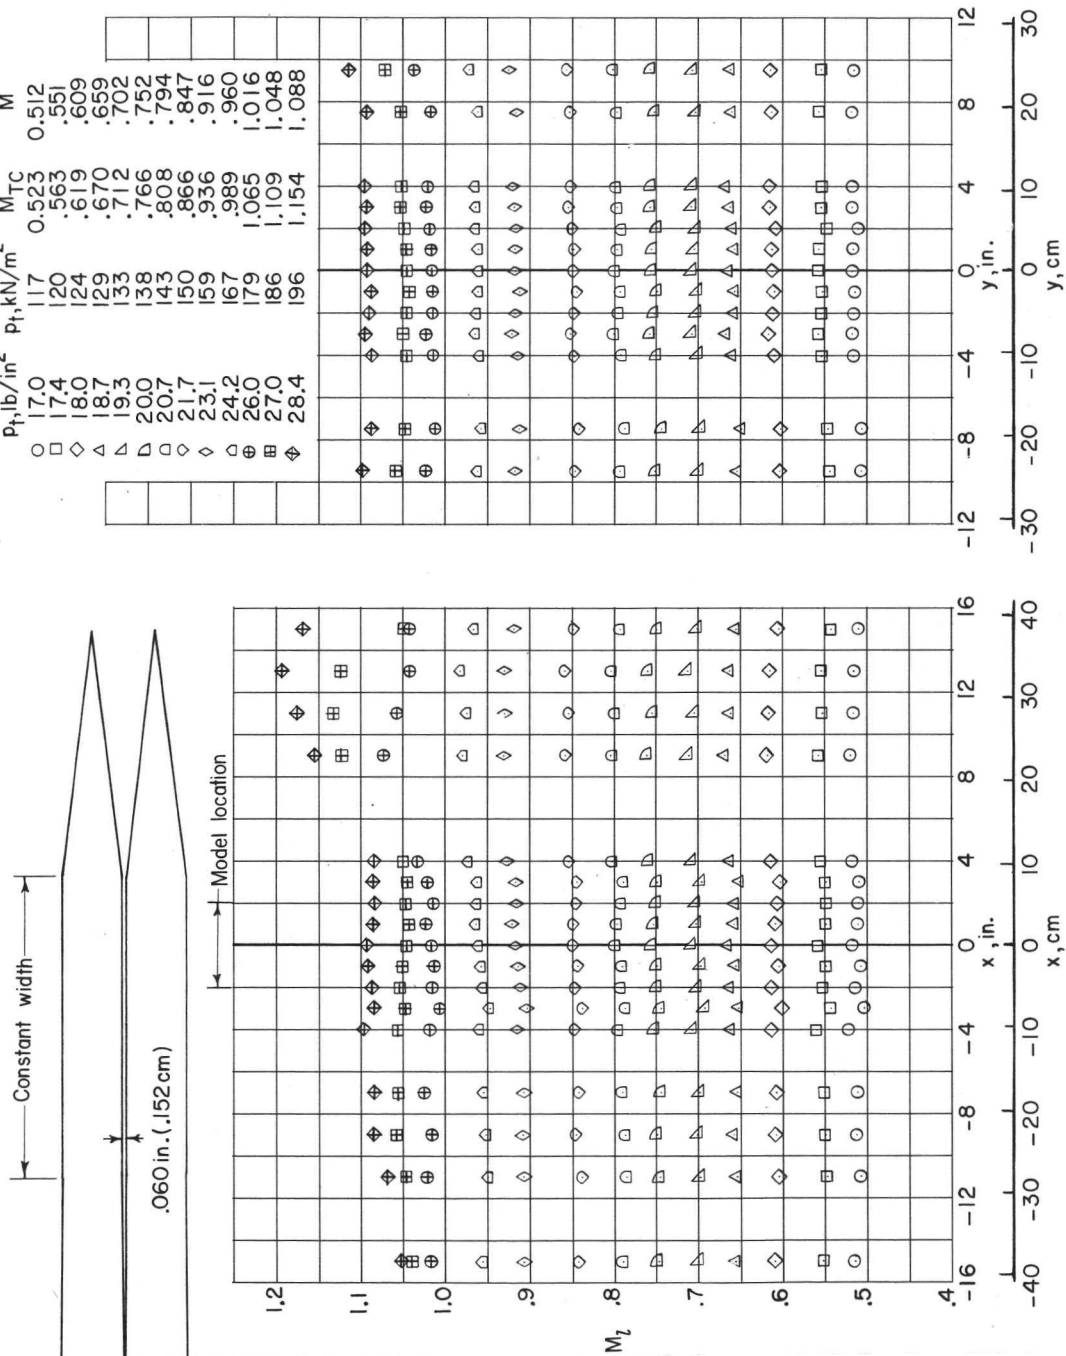 Constant width
.060 in.(.152cm)
Model location
1.2
1.1
1.0
.9
.8
.7
.6
.5
.4
M_l
-16 -12 -8 -4 0 4 8 12 16
x, in.
-40 -30 -20 -10 0 10 20 30 40
x, cm
p_t,lb/in² p_t,kN/m² M_TC M
17.0 117 0.523 0.512
17.4 120 .563 .551
18.0 124 .619 .609
18.7 129 .670 .659
19.3 133 .712 .702
20.0 138 .766 .752
20.7 143 .808 .794
21.7 150 .866 .847
23.1 159 .936 .916
24.2 167 .989 .960
26.0 179 1.065 1.016
27.0 186 1.109 1.048
28.4 196 1.154 1.088
-12 -8 -4 0 4 8 12
y, in.
-30 -20 -10 0 10 20 30
y, cm